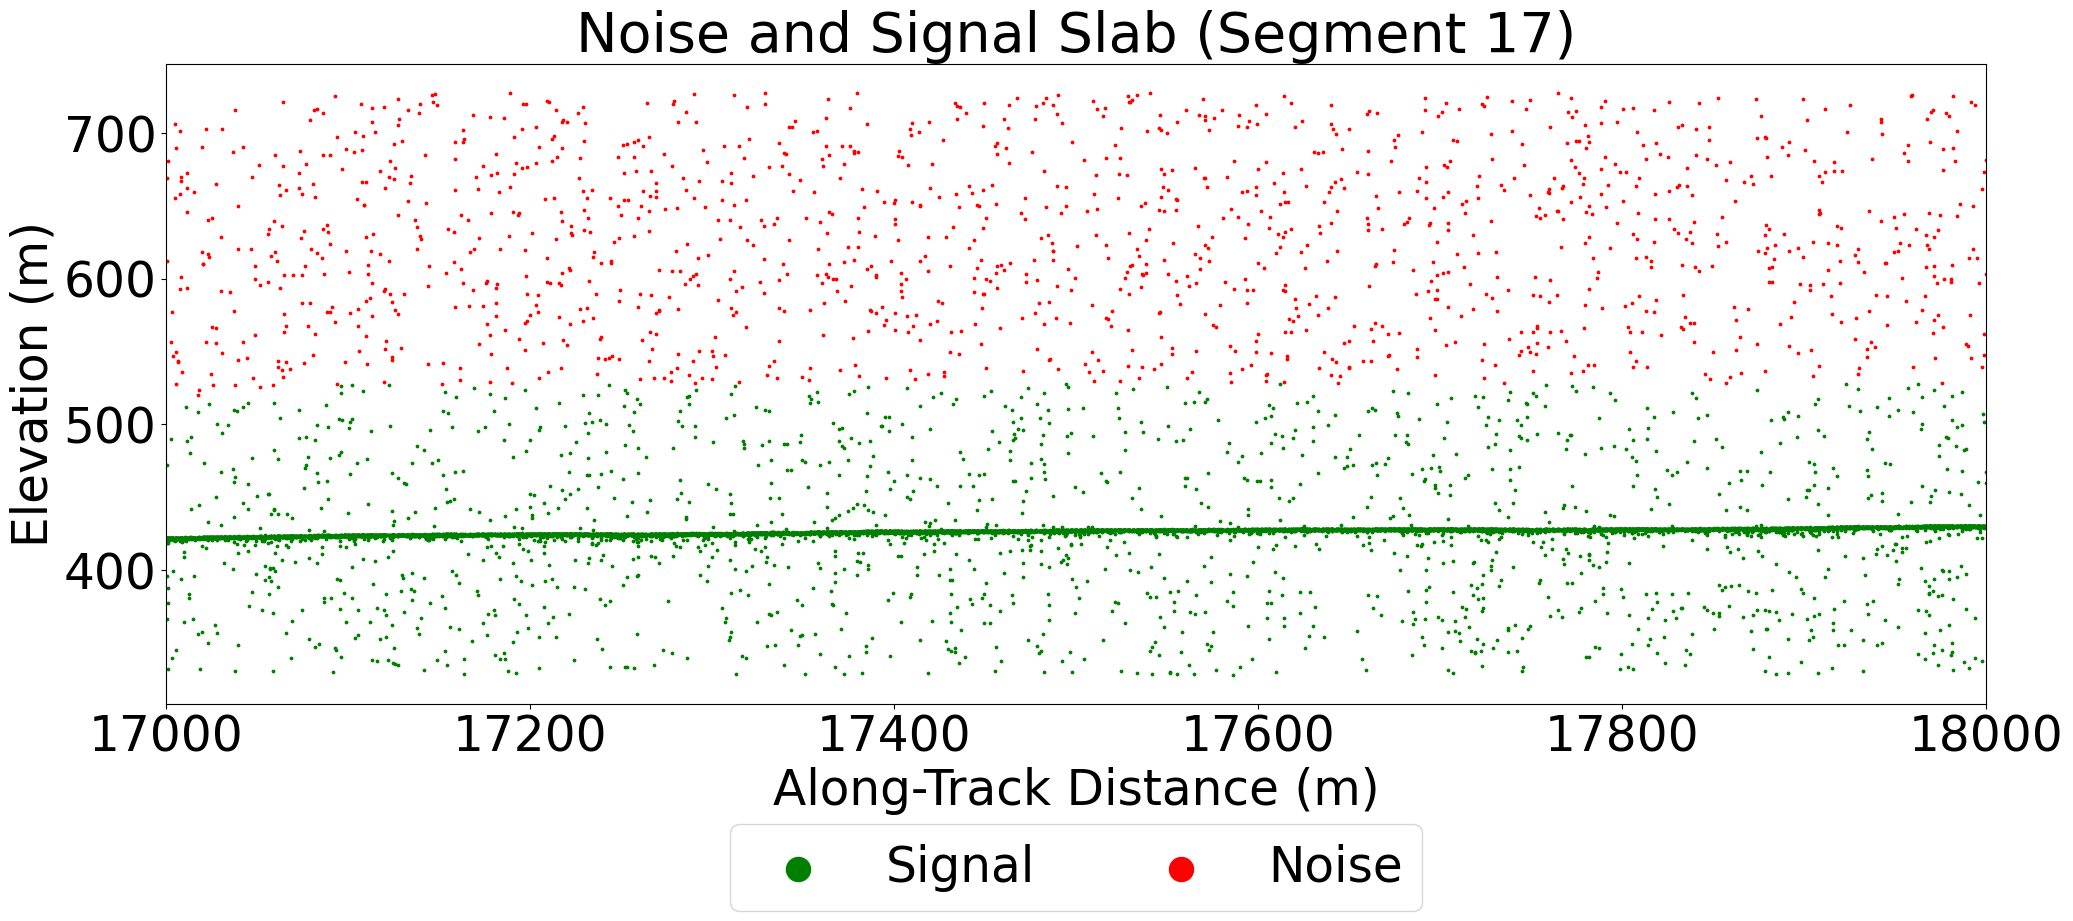 Noise and Signal Slab (Segment 17)
Elevation (m)
700
600
500
400
17000 17200 17400 17600 17800 18000
Along-Track Distance (m)
Signal Noise